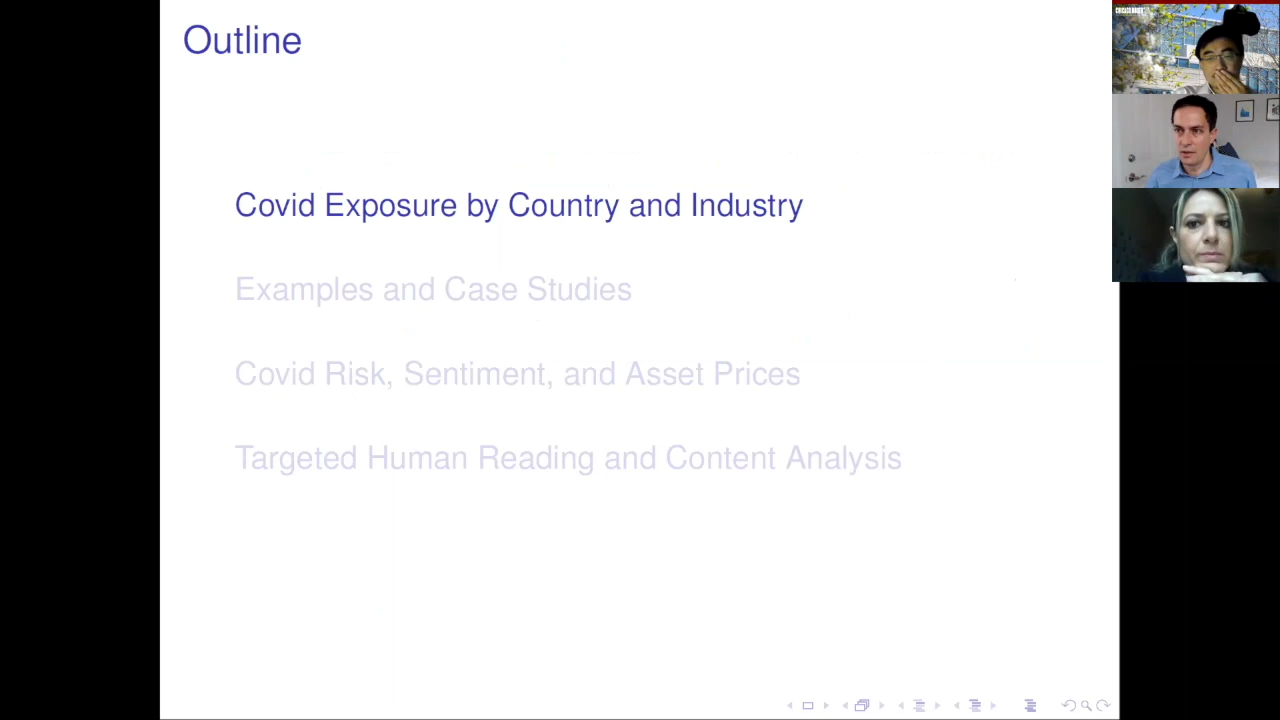 Outline
Covid Exposure by Country and Industry
Examples and Case Studies
Covid Risk, Sentiment, and Asset Prices
Targeted Human Reading and Content Analysis